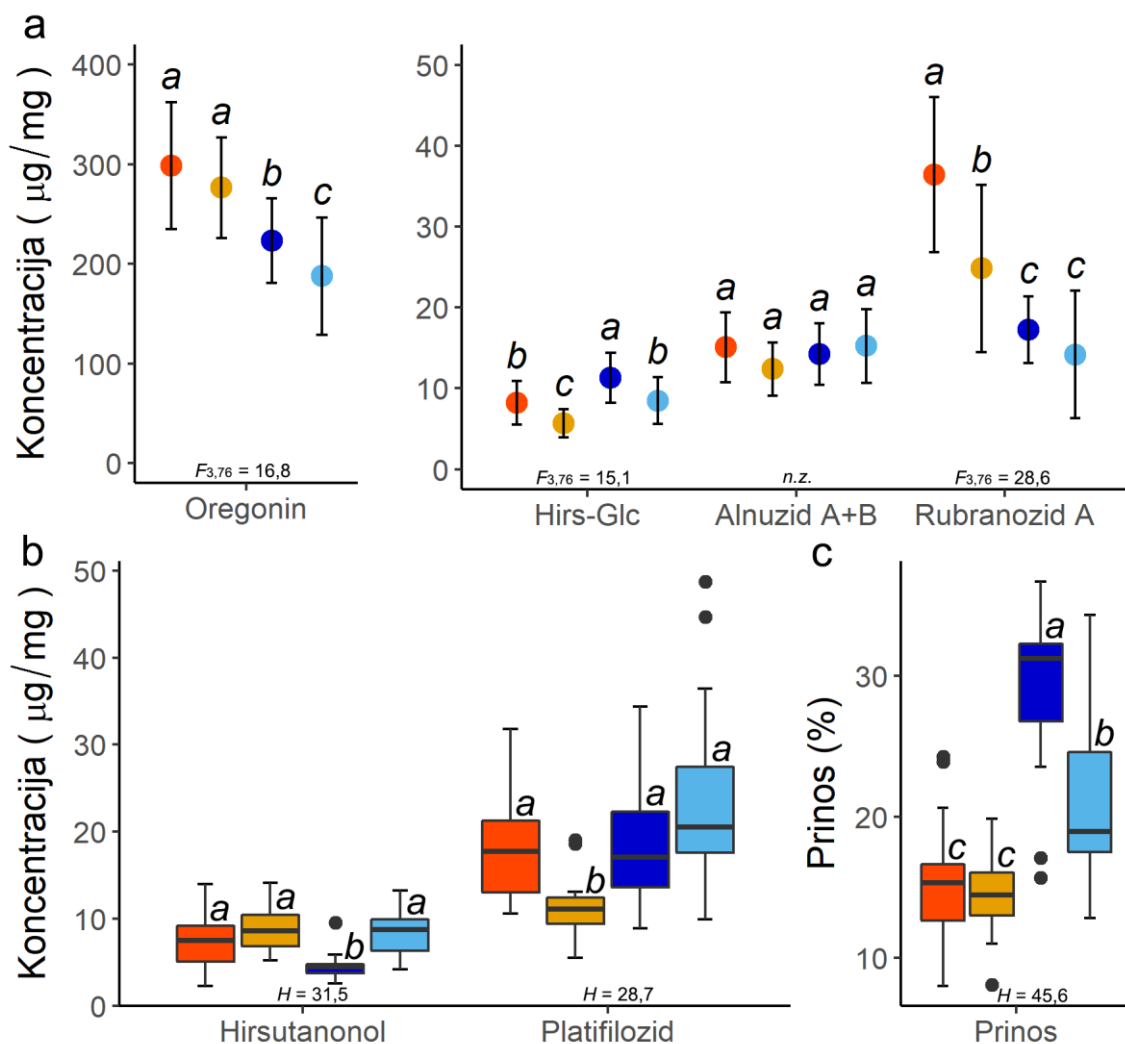 a
Koncentracija ( µg/mg )
400
300
200
100
0
a
a
b
c
F3,76 = 16,8
Oregonin
50
40
30
20
10
0
b
c
a
b
F3,76 = 15,1
Hirs-Glc
a
a
a
a
n.z.
Alnuzid A+B
a
b
c
c
F3,76 = 28,6
Rubranozid A
b
Koncentracija ( µg/mg )
50
40
30
20
10
0
a
a
b
a
H = 31,5
Hirsutanonol
a
b
a
a
H = 28,7
Platifilozid
c
Prinos (%)
30
20
10
c
c
a
b
H = 45,6
Prinos